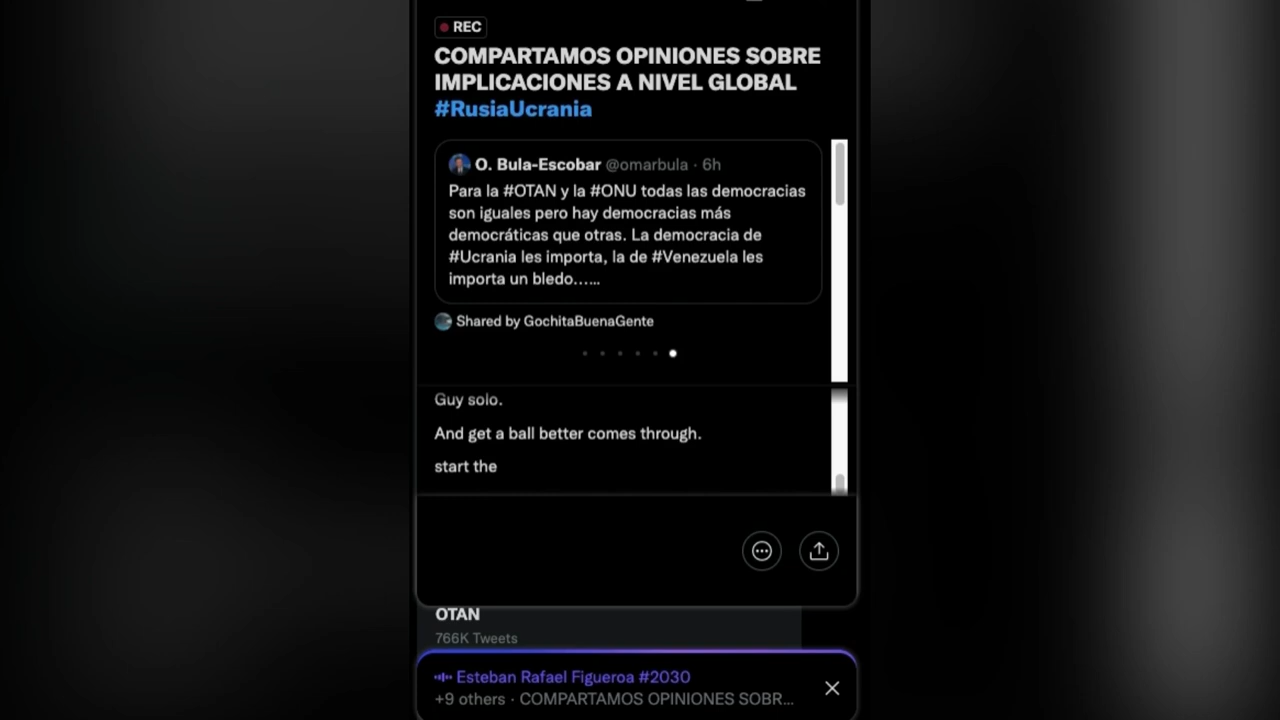 REC
COMPARTAMOS OPINIONES SOBRE
IMPLICACIONES A NIVEL GLOBAL
#RusiaUcrania
O. Bula-Escobar @omarbula · 6h
Para la #OTAN y la #ONU todas las democracias
son iguales pero hay democracias más
democráticas que otras. La democracia de
#Ucrania les importa, la de #Venezuela les
importa un bledo......
Shared by GochitaBuenaGente
Guy solo.
And get a ball better comes through.
start the
OTAN
766K Tweets
Esteban Rafael Figueroa #2030
+9 others · COMPARTAMOS OPINIONES SOBR...